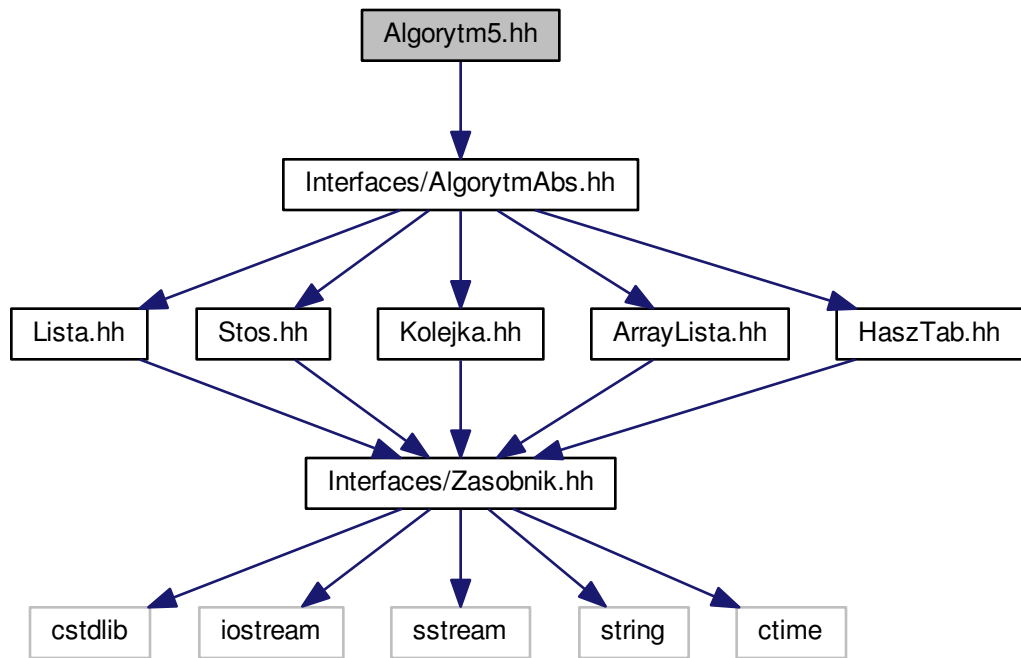 Algorytm5.hh
Interfaces/AlgorytmAbs.hh
Lista.hh
Stos.hh
Kolejka.hh
ArrayLista.hh
HaszTab.hh
Interfaces/Zasobnik.hh
cstdlib
iostream
sstream
string
ctime